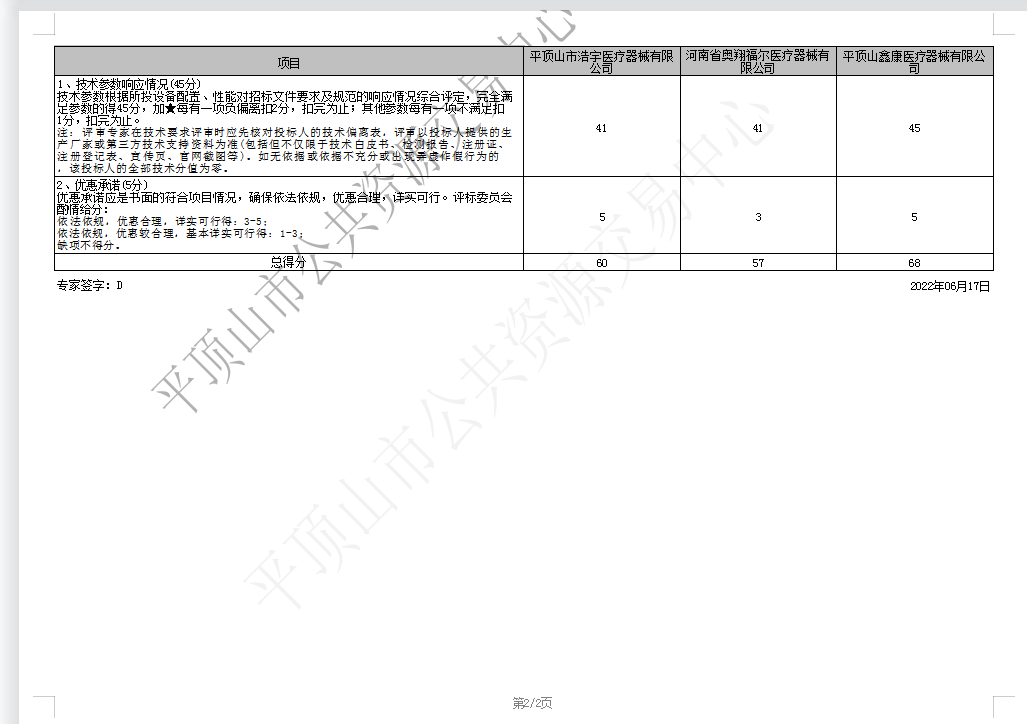 项目
平顶山市洁宇医疗器械有限
公司
河南省奥翔福尔医疗器械有
限公司
平顶山鑫康医疗器械有限公
司
1、技术参数响应情况(45分)
技术参数根据所投设备配置、性能对招标文件要求及规范的响应情况综合评定，完全满
足参数的得45分，加★每有一项负偏离扣2分，扣完为止；其他参数每有一项不满足扣
1分，扣完为止。
注：评审专家在技术要求评审时应先核对投标人的技术偏离表，评审以投标人提供的生
产厂家或第三方技术支持资料为准(包括但不仅限于技术白皮书、检测报告、注册证、
注册登记表、宣传页、官网截图等)。如无依据或依据不充分或出现弄虚作假行为的
，该投标人的全部技术分值为零。
41
41
45
2、优惠承诺(5分)
优惠承诺应是书面的符合项目情况，确保依法依规，优惠合理，详实可行。评标委员会
酌情给分：
依法依规，优惠合理，详实可行得：3-5；
依法依规，优惠较合理，基本详实可行得：1-3；
缺项不得分。
5
3
5
总得分
60
57
68
专家签字：D
2022年06月17日
平顶山市公共资源交易中心
平顶山市公共资源交易中心
第2/2页